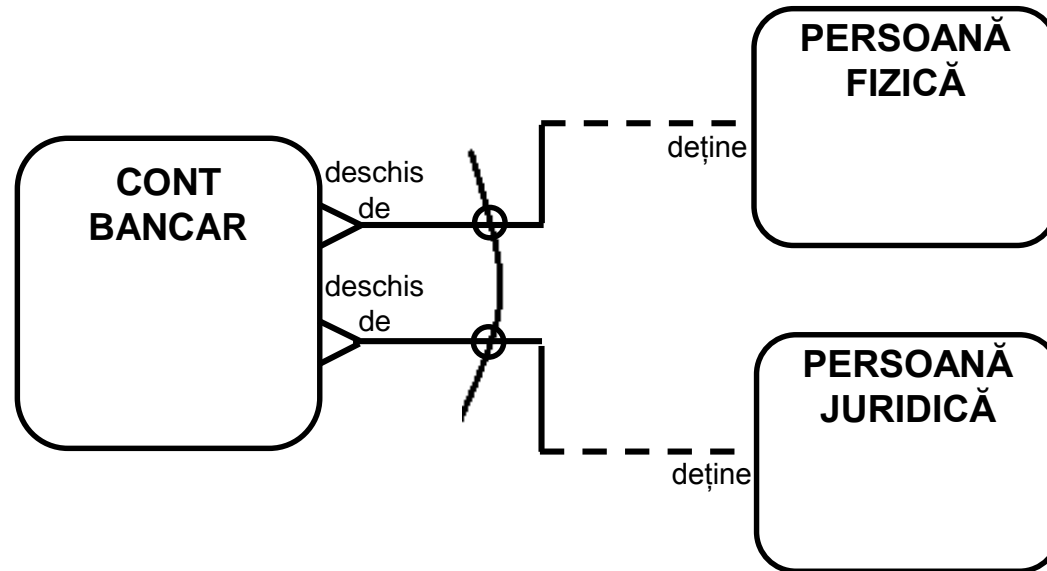 CONT
BANCAR
deschis
de
deschis
de
PERSOANĂ
FIZICĂ
deține
PERSOANĂ
JURIDICĂ
deține